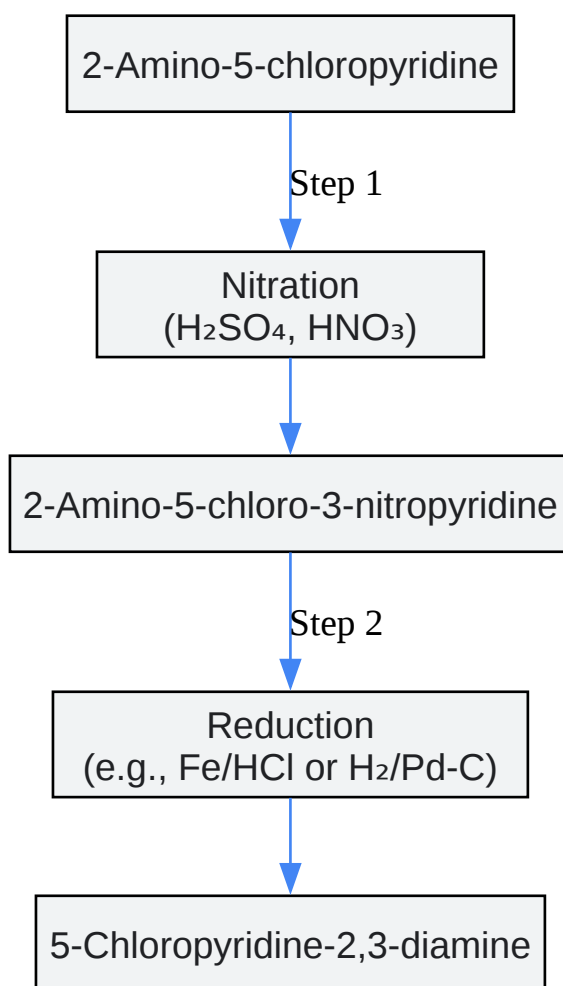 2-Amino-5-chloropyridine
Step 1
Nitration
(H₂SO₄, HNO₃)
2-Amino-5-chloro-3-nitropyridine
Step 2
Reduction
(e.g., Fe/HCl or H₂/Pd-C)
5-Chloropyridine-2,3-diamine